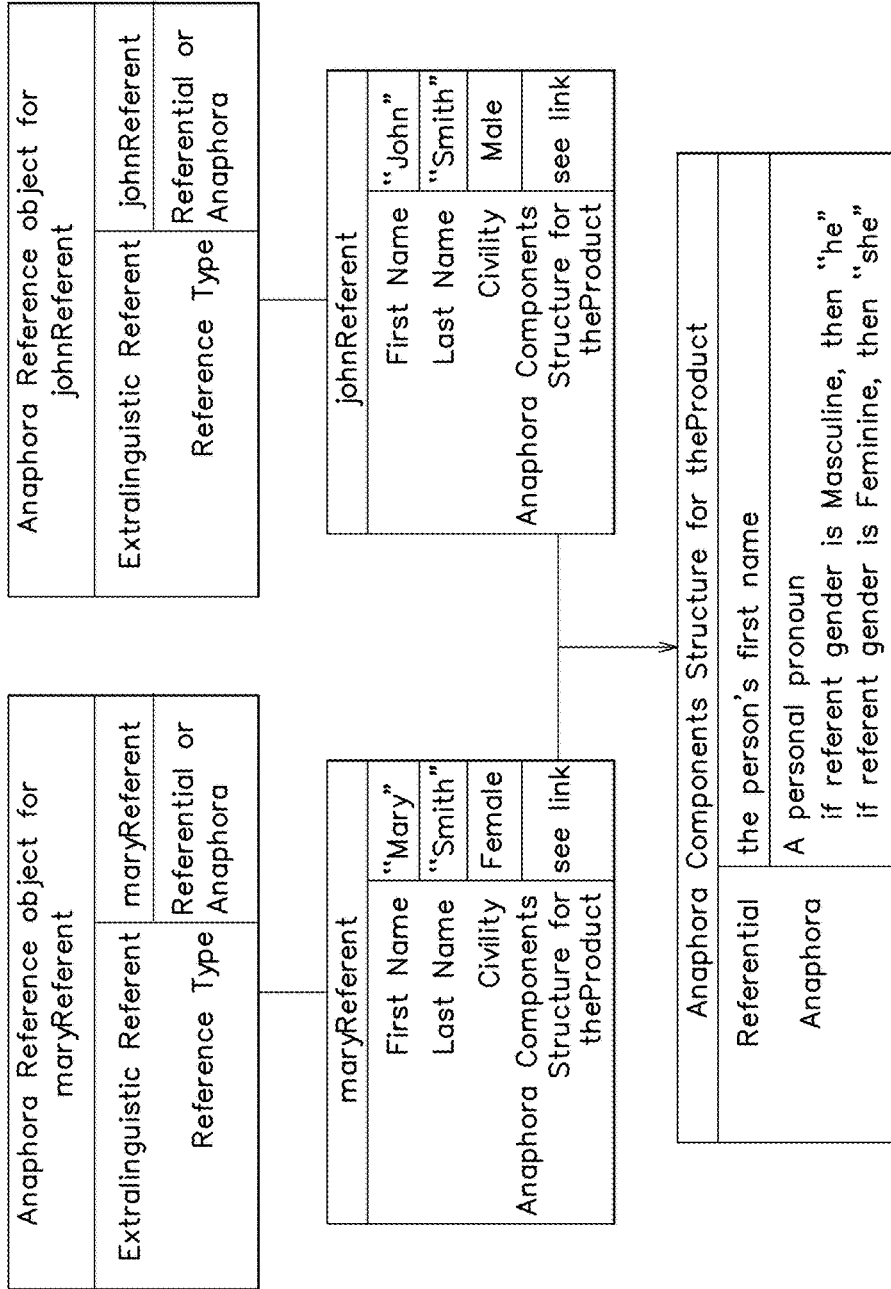 Anaphora Reference object for
maryReferent
Extralinguistic Referent maryReferent
Reference Type Referential or
Anaphora
Anaphora Reference object for
johnReferent
Extralinguistic Referent johnReferent
Reference Type Referential or
Anaphora
maryReferent
First Name “Mary”
Last Name “Smith”
Civility Female
Anaphora Components
Structure for
theProduct
see link
johnReferent
First Name “John”
Last Name “Smith”
Civility Male
Anaphora Components
Structure for
theProduct
see link
Anaphora Components Structure for theProduct
Referential the person's first name
Anaphora A personal pronoun
if referent gender is Masculine, then “he”
if referent gender is Feminine, then “she”